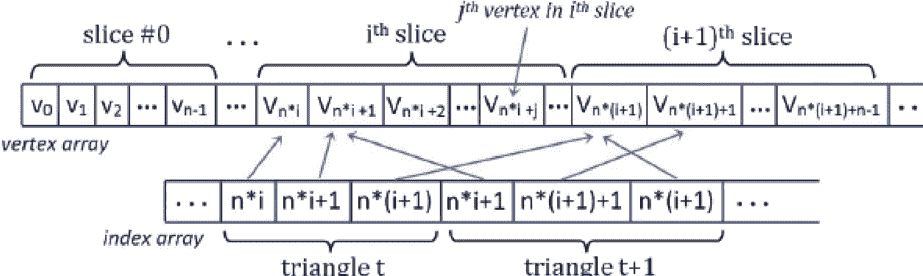 jth vertex in ith slice
slice #0 ... ith slice (i+1)th slice
v0 v1 v2 ... vn-1 ... Vn*i Vn*i +1 Vn*i +2 ... Vn*i +j ... Vn*(i+1) Vn*(i+1)+1 ... Vn*(i+1)+n-1 ..
vertex array
... n*i n*i+1 n*(i+1) n*i+1 n*(i+1)+1 n*(i+1) ...
index array
triangle t triangle t+1